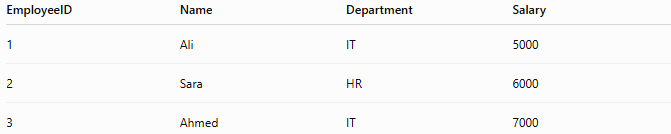 EmployeeID Name Department Salary
1 Ali IT 5000
2 Sara HR 6000
3 Ahmed IT 7000